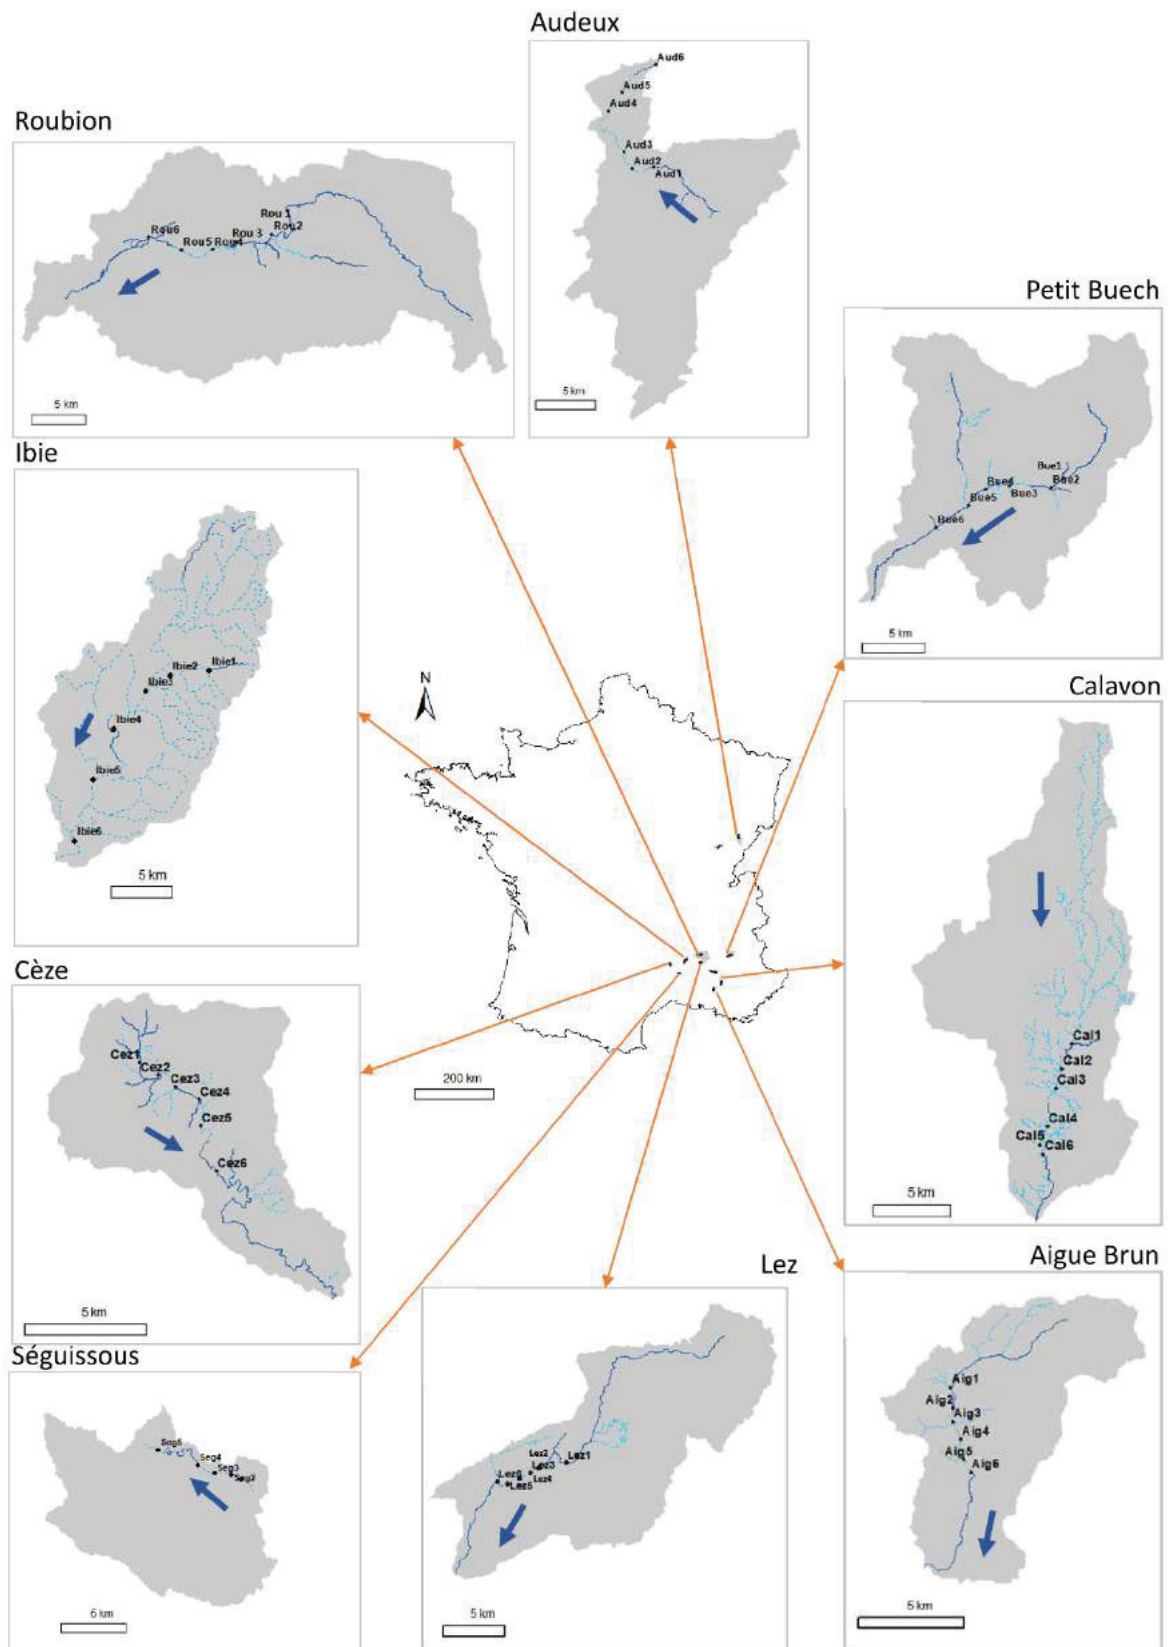 Audeux
Aud6
Aud5
Aud4
Aud3
Aud2
Aud1
5 km
Roubion
Rou 1
Rou2
Rou 3
Rou4
Rou5
Rou6
5 km
Petit Buech
Bue1
Bue2
Bue3
Bue4
Bue5
Bue6
5 km
Ibie
Ibie1
Ibie2
Ibie3
Ibie4
Ibie5
Ibie6
5 km
N
200 km
Calavon
Cal1
Cal2
Cal3
Cal4
Cal5
Cal6
5 km
Cèze
Cez1
Cez2
Cez3
Cez4
Cez5
Cez6
5 km
Lez
Lez1
Lez2
Lez3
Lez4
Lez5
Lez6
5 km
Aigue Brun
Aig1
Aig2
Aig3
Aig4
Aig5
Aig6
5 km
Séguissous
Seg5
Seg4
Seg3
Seg2
5 km